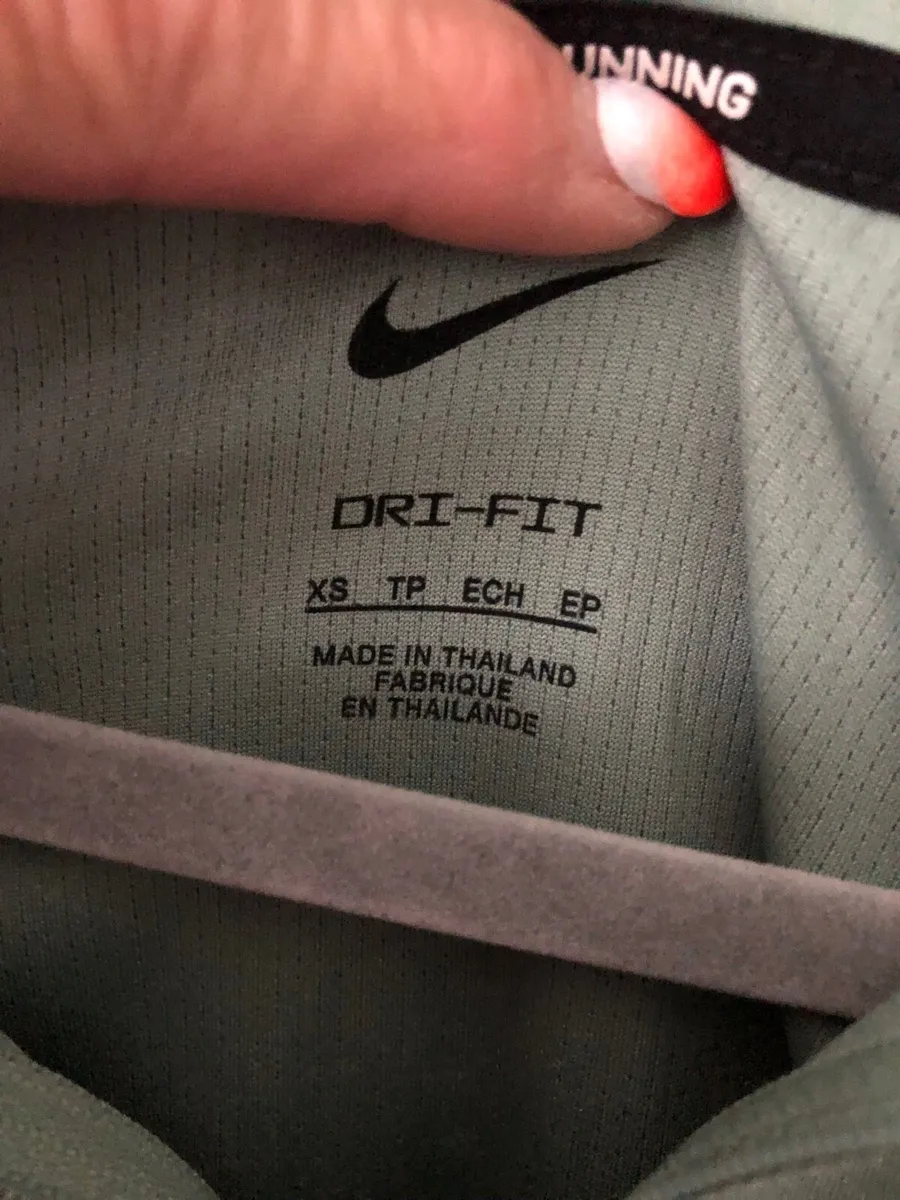 UNNING
DRI-FIT
XS TP ECH EP
MADE IN THAILAND
FABRIQUE
EN THAILANDE